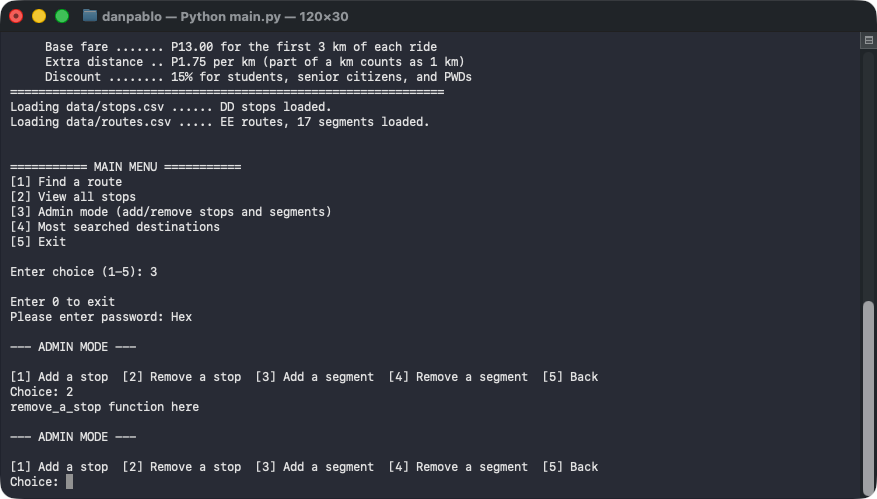 danpablo — Python main.py — 120×30
Base fare ....... P13.00 for the first 3 km of each ride
Extra distance .. P1.75 per km (part of a km counts as 1 km)
Discount ........ 15% for students, senior citizens, and PWDs
==============================================================
Loading data/stops.csv ...... DD stops loaded.
Loading data/routes.csv ..... EE routes, 17 segments loaded.
=========== MAIN MENU ===========
[1] Find a route
[2] View all stops
[3] Admin mode (add/remove stops and segments)
[4] Most searched destinations
[5] Exit
Enter choice (1-5): 3
Enter 0 to exit
Please enter password: Hex
--- ADMIN MODE ---
[1] Add a stop  [2] Remove a stop  [3] Add a segment  [4] Remove a segment  [5] Back
Choice: 2
remove_a_stop function here
--- ADMIN MODE ---
[1] Add a stop  [2] Remove a stop  [3] Add a segment  [4] Remove a segment  [5] Back
Choice: